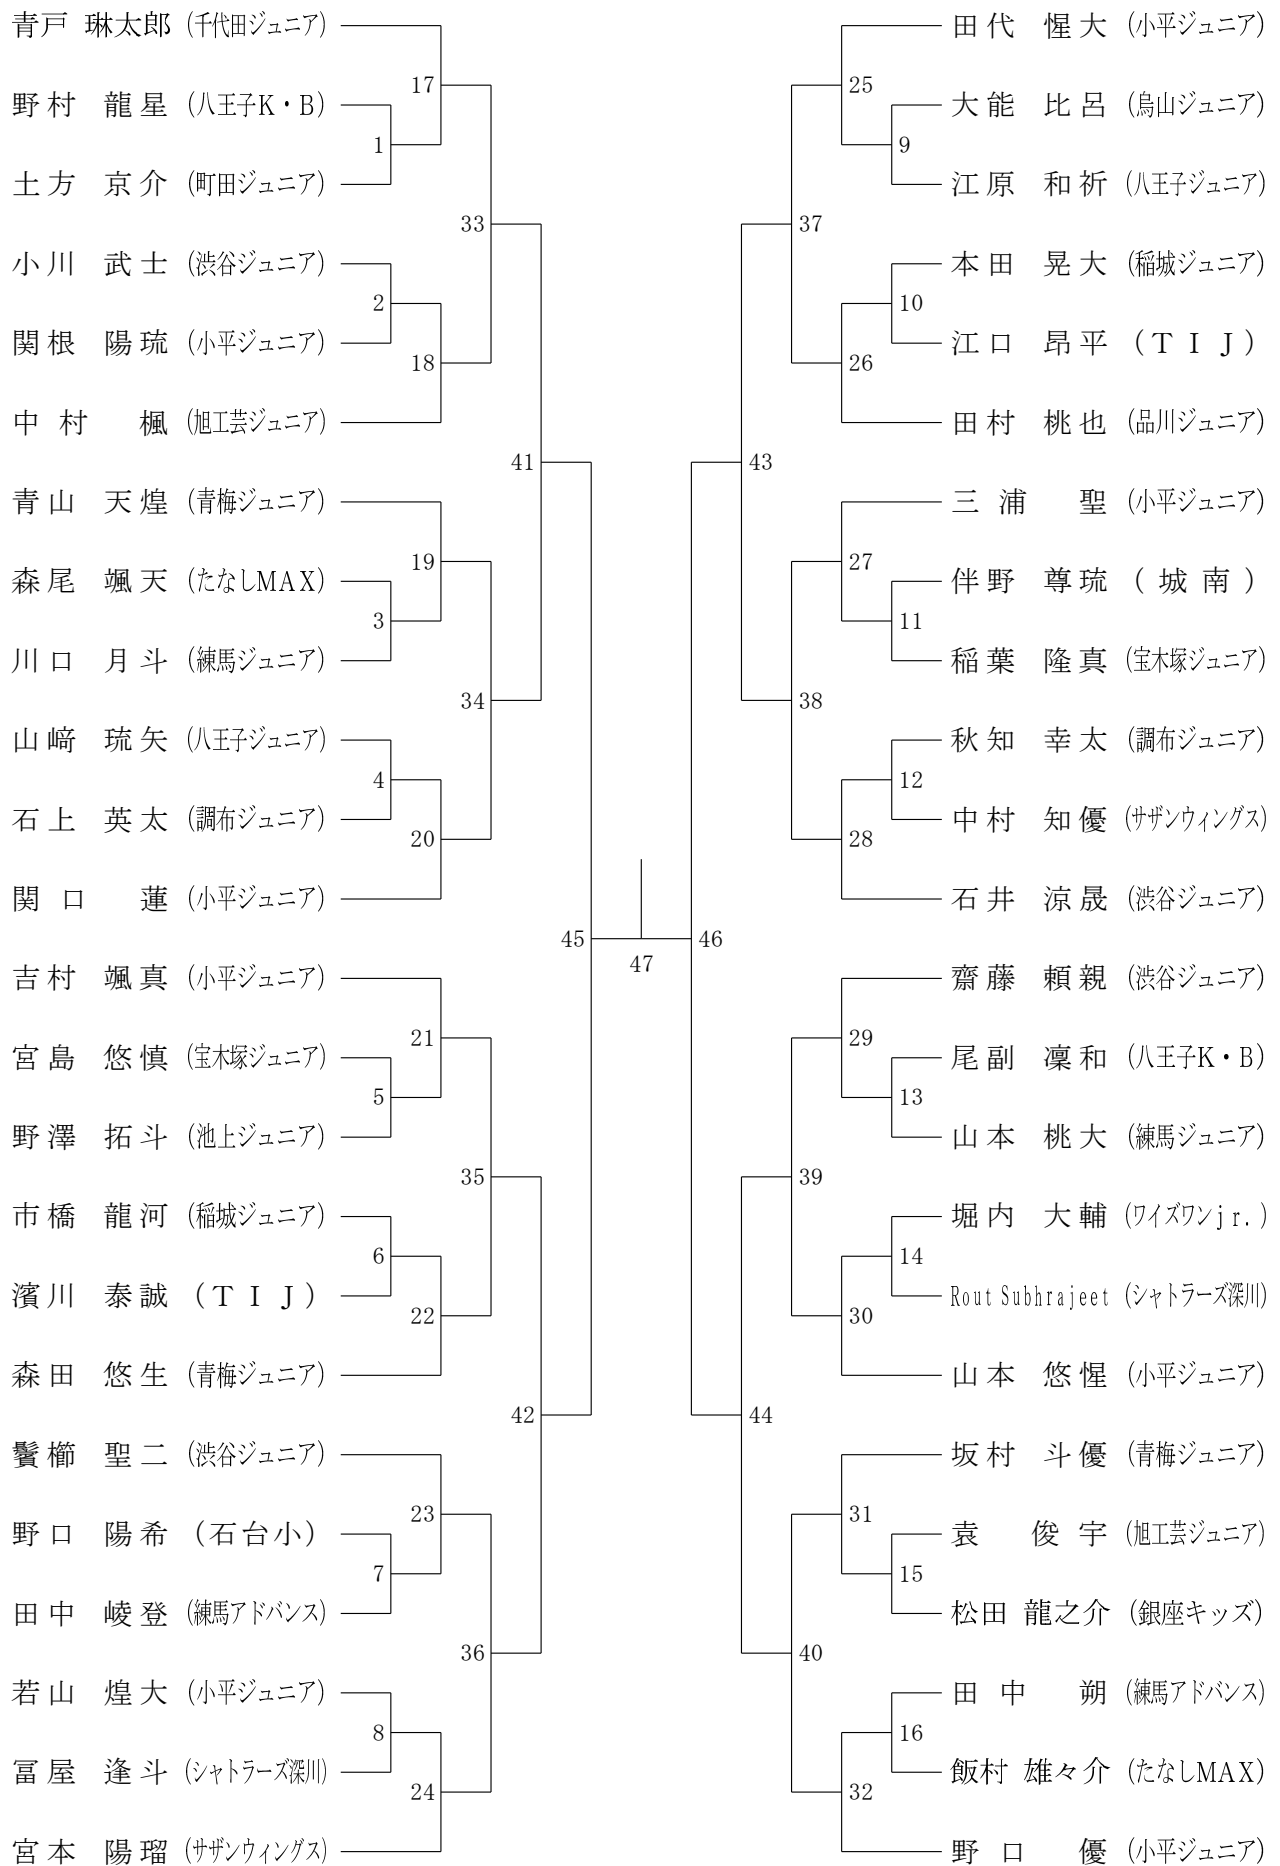 青戸 琳太郎 (千代田ジュニア)
17
野村 龍星 (八王子K・B)
1
土方 京介 (町田ジュニア)
33
小川 武士 (渋谷ジュニア)
2
関根 陽琉 (小平ジュニア)
18
中村 楓 (旭工芸ジュニア)
41
青山 天煌 (青梅ジュニア)
19
森尾 颯天 (たなしMAX)
3
川口 月斗 (練馬ジュニア)
34
山﨑 琉矢 (八王子ジュニア)
4
石上 英太 (調布ジュニア)
20
関口 蓮 (小平ジュニア)
45
吉村 颯真 (小平ジュニア)
21
宮島 悠慎 (宝木塚ジュニア)
5
野澤 拓斗 (池上ジュニア)
35
市橋 龍河 (稲城ジュニア)
6
濱川 泰誠 (TIJ)
22
森田 悠生 (青梅ジュニア)
42
鬢櫛 聖二 (渋谷ジュニア)
23
野口 陽希 (石台小)
7
田中 崚登 (練馬アドバンス)
36
若山 煌大 (小平ジュニア)
8
冨屋 逢斗 (シャトラーズ深川)
24
宮本 陽瑠 (サザンウィングス)
47
田代 惺大 (小平ジュニア)
25
大能 比呂 (烏山ジュニア)
9
江原 和祈 (八王子ジュニア)
37
本田 晃大 (稲城ジュニア)
10
江口 昂平 (TIJ)
26
田村 桃也 (品川ジュニア)
43
三浦 聖 (小平ジュニア)
27
伴野 尊琉 (城南)
11
稲葉 隆真 (宝木塚ジュニア)
38
秋知 幸太 (調布ジュニア)
12
中村 知優 (サザンウィングス)
28
石井 涼晟 (渋谷ジュニア)
46
齋藤 頼親 (渋谷ジュニア)
29
尾副 凜和 (八王子K・B)
13
山本 桃大 (練馬ジュニア)
39
堀内 大輔 (ワイズワンjr.)
14
Rout Subhrajeet (シャトラーズ深川)
30
山本 悠惺 (小平ジュニア)
44
坂村 斗優 (青梅ジュニア)
31
袁 俊宇 (旭工芸ジュニア)
15
松田 龍之介 (銀座キッズ)
40
田中 朔 (練馬アドバンス)
16
飯村 雄々介 (たなしMAX)
32
野口 優 (小平ジュニア)